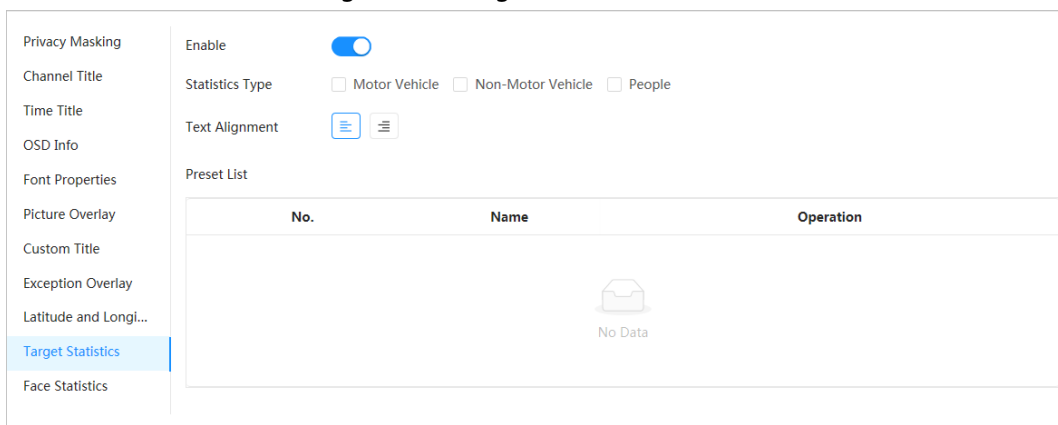 Privacy Masking
Channel Title
Time Title
OSD Info
Font Properties
Picture Overlay
Custom Title
Exception Overlay
Latitude and Longi...
Target Statistics
Face Statistics
Enable
Statistics Type Motor Vehicle Non-Motor Vehicle People
Text Alignment
Preset List
No. Name Operation
No Data